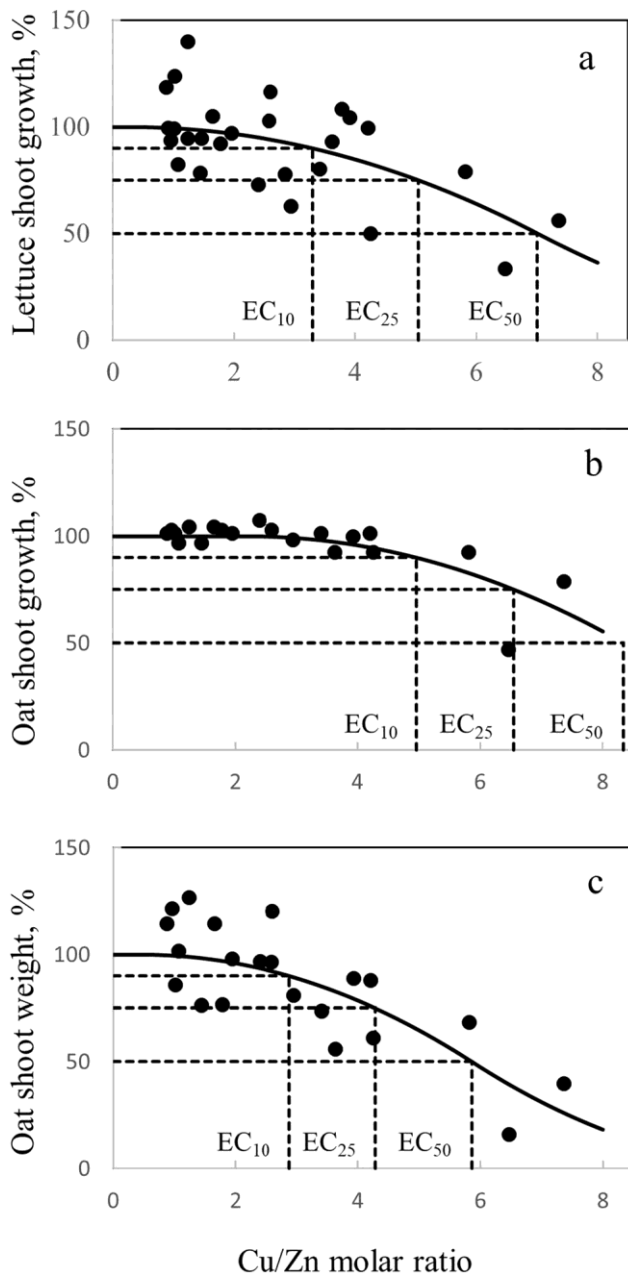 150
a
100
50
0
Lettuce shoot growth, %
EC₁₀ EC₂₅ EC₅₀
0 2 4 6 8
150
b
100
50
0
Oat shoot growth, %
EC₁₀ EC₂₅ EC₅₀
0 2 4 6 8
150
c
100
50
0
Oat shoot weight, %
EC₁₀ EC₂₅ EC₅₀
0 2 4 6 8
Cu/Zn molar ratio